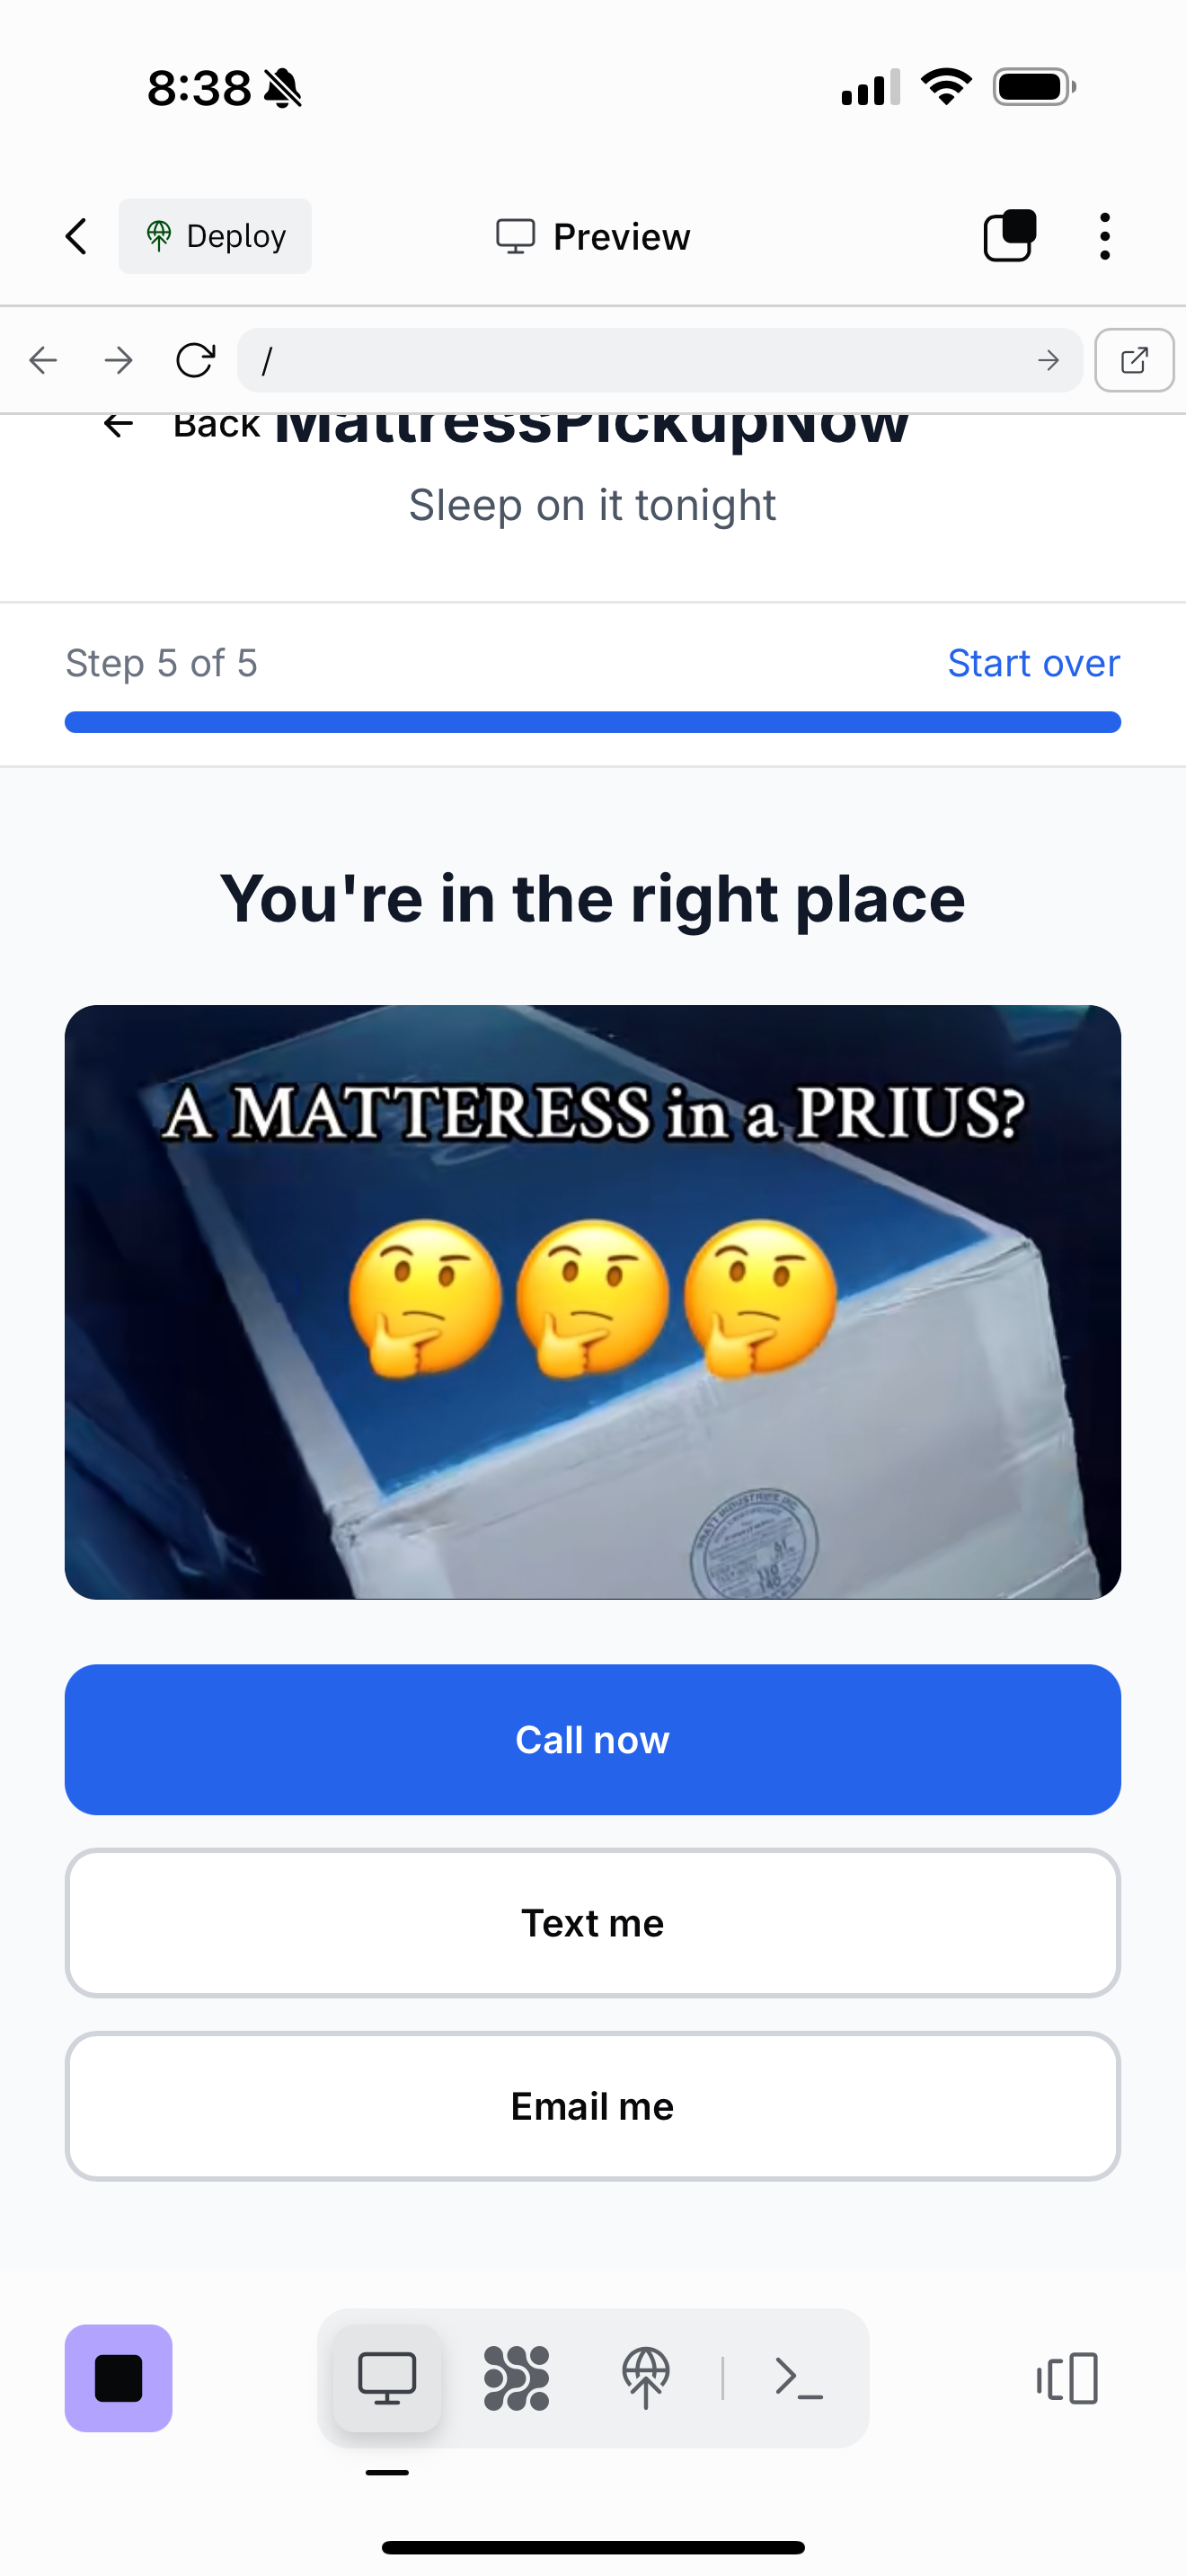 8:38
Deploy
Preview
/
Back MattressPickupNow
Sleep on it tonight
Step 5 of 5
Start over
You're in the right place
A MATTERESS in a PRIUS?
🤔🤔🤔
Call now
Text me
Email me